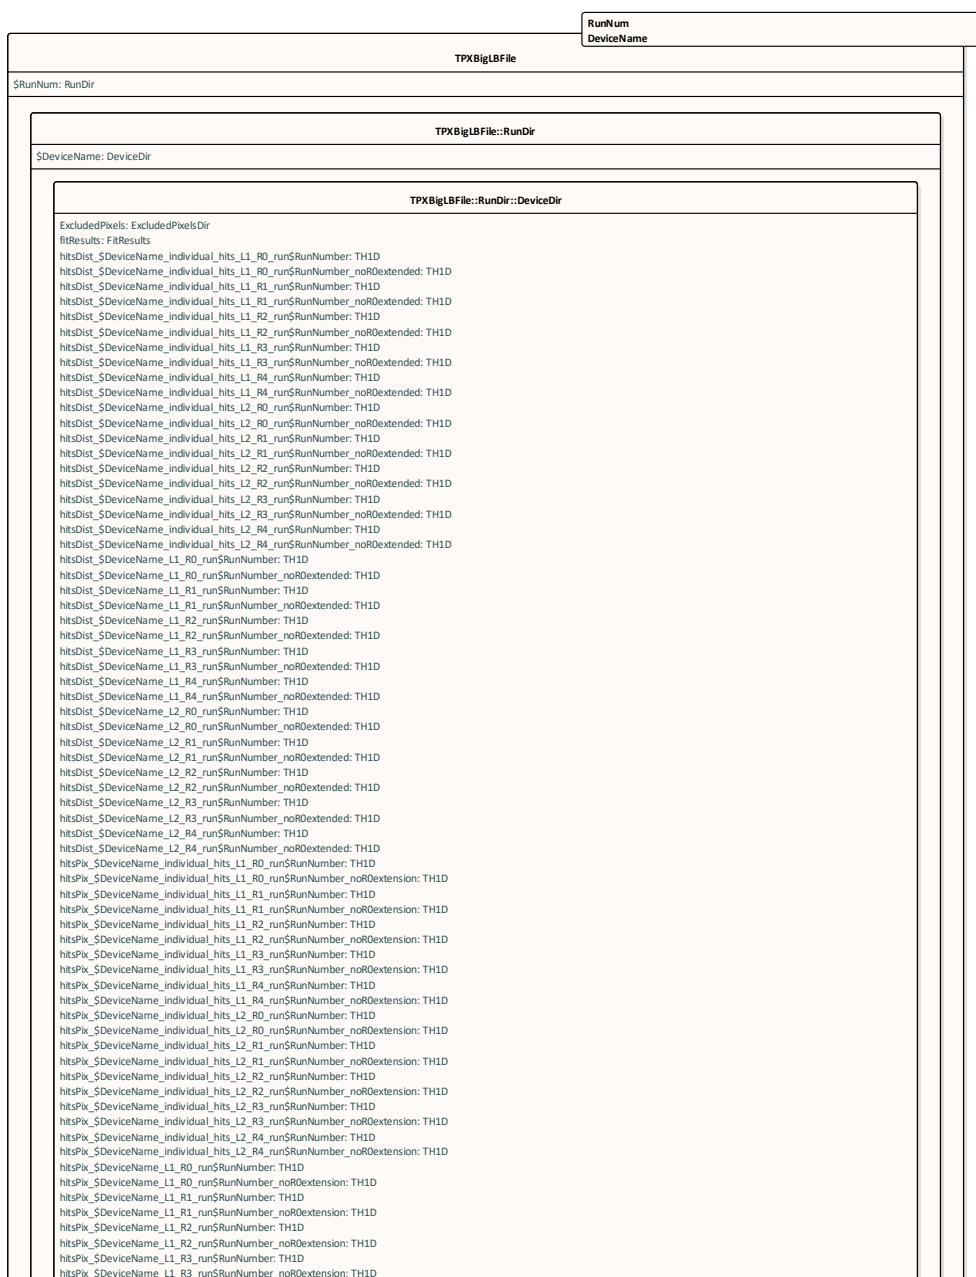 RunNum
DeviceName
TPXBigLBFile
$RunNum: RunDir
TPXBigLBFile::RunDir
$DeviceName: DeviceDir
TPXBigLBFile::RunDir::DeviceDir
ExcludedPixels: ExcludedPixelsDir
fitResults: FitResults
hitsDist_$DeviceName_individual_hits_L1_R0_run$RunNumber: TH1D
hitsDist_$DeviceName_individual_hits_L1_R0_run$RunNumber_noR0extended: TH1D
hitsDist_$DeviceName_individual_hits_L1_R1_run$RunNumber: TH1D
hitsDist_$DeviceName_individual_hits_L1_R1_run$RunNumber_noR0extended: TH1D
hitsDist_$DeviceName_individual_hits_L1_R2_run$RunNumber: TH1D
hitsDist_$DeviceName_individual_hits_L1_R2_run$RunNumber_noR0extended: TH1D
hitsDist_$DeviceName_individual_hits_L1_R3_run$RunNumber: TH1D
hitsDist_$DeviceName_individual_hits_L1_R3_run$RunNumber_noR0extended: TH1D
hitsDist_$DeviceName_individual_hits_L1_R4_run$RunNumber: TH1D
hitsDist_$DeviceName_individual_hits_L1_R4_run$RunNumber_noR0extended: TH1D
hitsDist_$DeviceName_individual_hits_L2_R0_run$RunNumber: TH1D
hitsDist_$DeviceName_individual_hits_L2_R0_run$RunNumber_noR0extended: TH1D
hitsDist_$DeviceName_individual_hits_L2_R1_run$RunNumber: TH1D
hitsDist_$DeviceName_individual_hits_L2_R1_run$RunNumber_noR0extended: TH1D
hitsDist_$DeviceName_individual_hits_L2_R2_run$RunNumber: TH1D
hitsDist_$DeviceName_individual_hits_L2_R2_run$RunNumber_noR0extended: TH1D
hitsDist_$DeviceName_individual_hits_L2_R3_run$RunNumber: TH1D
hitsDist_$DeviceName_individual_hits_L2_R3_run$RunNumber_noR0extended: TH1D
hitsDist_$DeviceName_individual_hits_L2_R4_run$RunNumber: TH1D
hitsDist_$DeviceName_individual_hits_L2_R4_run$RunNumber_noR0extended: TH1D
hitsDist_$DeviceName_L1_R0_run$RunNumber: TH1D
hitsDist_$DeviceName_L1_R0_run$RunNumber_noR0extended: TH1D
hitsDist_$DeviceName_L1_R1_run$RunNumber: TH1D
hitsDist_$DeviceName_L1_R1_run$RunNumber_noR0extended: TH1D
hitsDist_$DeviceName_L1_R2_run$RunNumber: TH1D
hitsDist_$DeviceName_L1_R2_run$RunNumber_noR0extended: TH1D
hitsDist_$DeviceName_L1_R3_run$RunNumber: TH1D
hitsDist_$DeviceName_L1_R3_run$RunNumber_noR0extended: TH1D
hitsDist_$DeviceName_L1_R4_run$RunNumber: TH1D
hitsDist_$DeviceName_L1_R4_run$RunNumber_noR0extended: TH1D
hitsDist_$DeviceName_L2_R0_run$RunNumber: TH1D
hitsDist_$DeviceName_L2_R0_run$RunNumber_noR0extended: TH1D
hitsDist_$DeviceName_L2_R1_run$RunNumber: TH1D
hitsDist_$DeviceName_L2_R1_run$RunNumber_noR0extended: TH1D
hitsDist_$DeviceName_L2_R2_run$RunNumber: TH1D
hitsDist_$DeviceName_L2_R2_run$RunNumber_noR0extended: TH1D
hitsDist_$DeviceName_L2_R3_run$RunNumber: TH1D
hitsDist_$DeviceName_L2_R3_run$RunNumber_noR0extended: TH1D
hitsDist_$DeviceName_L2_R4_run$RunNumber: TH1D
hitsDist_$DeviceName_L2_R4_run$RunNumber_noR0extended: TH1D
hitsPix_$DeviceName_individual_hits_L1_R0_run$RunNumber: TH1D
hitsPix_$DeviceName_individual_hits_L1_R0_run$RunNumber_noR0extension: TH1D
hitsPix_$DeviceName_individual_hits_L1_R1_run$RunNumber: TH1D
hitsPix_$DeviceName_individual_hits_L1_R1_run$RunNumber_noR0extension: TH1D
hitsPix_$DeviceName_individual_hits_L1_R2_run$RunNumber: TH1D
hitsPix_$DeviceName_individual_hits_L1_R2_run$RunNumber_noR0extension: TH1D
hitsPix_$DeviceName_individual_hits_L1_R3_run$RunNumber: TH1D
hitsPix_$DeviceName_individual_hits_L1_R3_run$RunNumber_noR0extension: TH1D
hitsPix_$DeviceName_individual_hits_L1_R4_run$RunNumber: TH1D
hitsPix_$DeviceName_individual_hits_L1_R4_run$RunNumber_noR0extension: TH1D
hitsPix_$DeviceName_individual_hits_L2_R0_run$RunNumber: TH1D
hitsPix_$DeviceName_individual_hits_L2_R0_run$RunNumber_noR0extension: TH1D
hitsPix_$DeviceName_individual_hits_L2_R1_run$RunNumber: TH1D
hitsPix_$DeviceName_individual_hits_L2_R1_run$RunNumber_noR0extension: TH1D
hitsPix_$DeviceName_individual_hits_L2_R2_run$RunNumber: TH1D
hitsPix_$DeviceName_individual_hits_L2_R2_run$RunNumber_noR0extension: TH1D
hitsPix_$DeviceName_individual_hits_L2_R3_run$RunNumber: TH1D
hitsPix_$DeviceName_individual_hits_L2_R3_run$RunNumber_noR0extension: TH1D
hitsPix_$DeviceName_individual_hits_L2_R4_run$RunNumber: TH1D
hitsPix_$DeviceName_individual_hits_L2_R4_run$RunNumber_noR0extension: TH1D
hitsPix_$DeviceName_L1_R0_run$RunNumber: TH1D
hitsPix_$DeviceName_L1_R0_run$RunNumber_noR0extension: TH1D
hitsPix_$DeviceName_L1_R1_run$RunNumber: TH1D
hitsPix_$DeviceName_L1_R1_run$RunNumber_noR0extension: TH1D
hitsPix_$DeviceName_L1_R2_run$RunNumber: TH1D
hitsPix_$DeviceName_L1_R2_run$RunNumber_noR0extension: TH1D
hitsPix_$DeviceName_L1_R3_run$RunNumber: TH1D
hitsPix_$DeviceName_L1_R3_run$RunNumber_noR0extension: TH1D